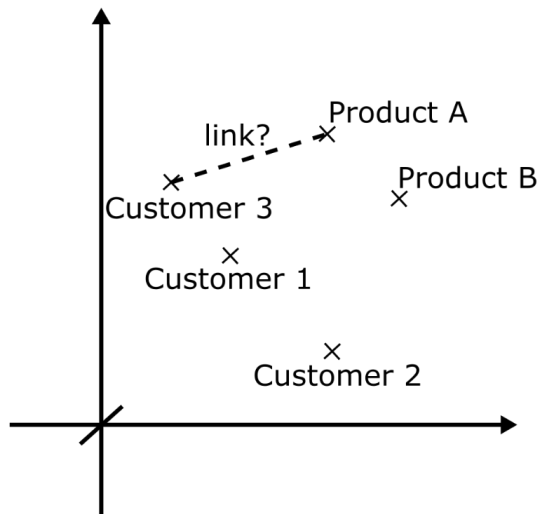 Product A
link?
Product B
Customer 3
Customer 1
Customer 2